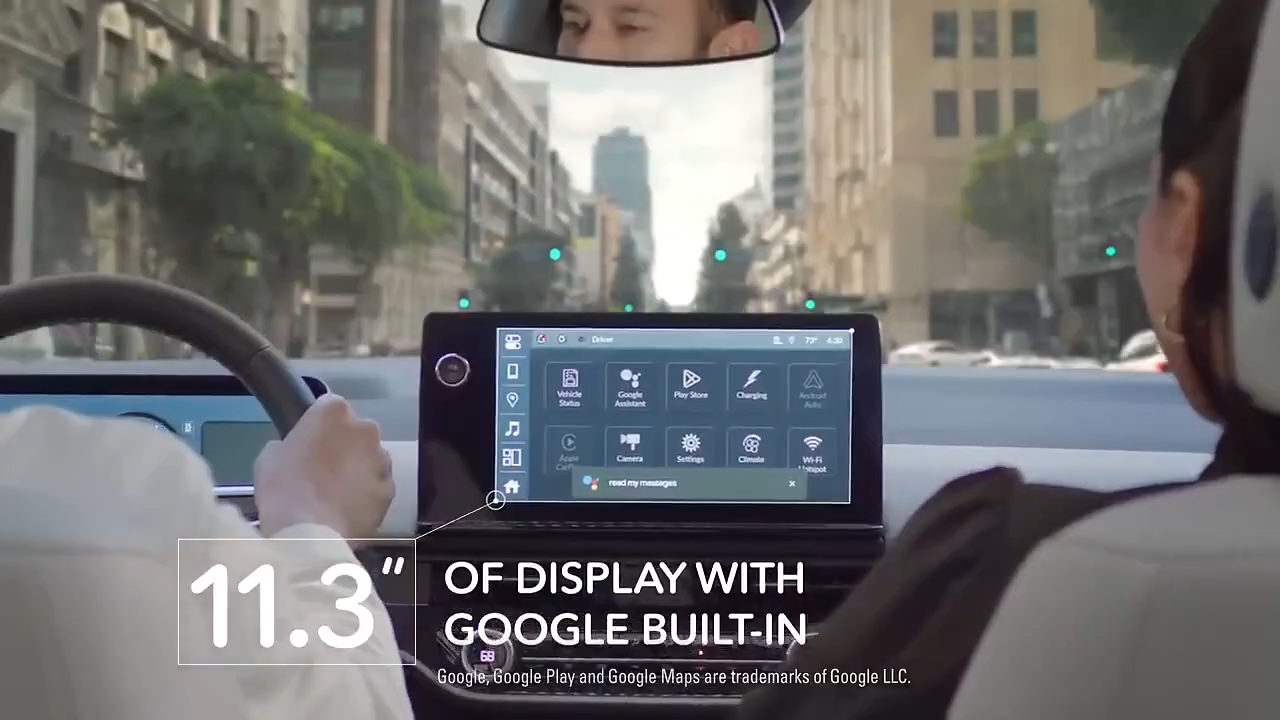 Driver
73° 4:30
Vehicle Status
Google Assistant
Play Store
Charging
Android Auto
Apple
Camera
Settings
Climate
Wi-Fi Hotspot
read my messages ×
11.3" OF DISPLAY WITH
GOOGLE BUILT-IN
68
Google, Google Play and Google Maps are trademarks of Google LLC.